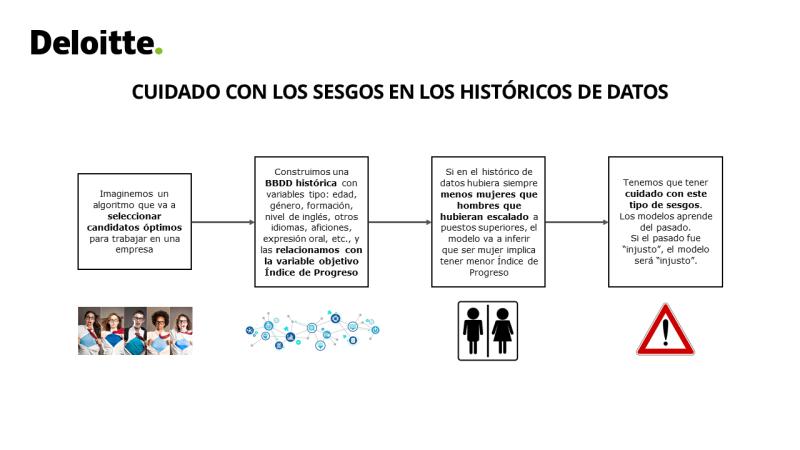 Deloitte.
CUIDADO CON LOS SESGOS EN LOS HISTÓRICOS DE DATOS
Imaginemos un
algoritmo que va a
seleccionar
candidatos óptimos
para trabajar en una
empresa
Construimos una
BBDD histórica con
variables tipo: edad,
género, formación,
nivel de inglés, otros
idiomas, aficiones,
expresión oral, etc., y
las relacionamos con
la variable objetivo
Índice de Progreso
Si en el histórico de
datos hubiera siempre
menos mujeres que
hombres que
hubieran escalado a
puestos superiores, el
modelo va a inferir
que ser mujer implica
tener menor Índice de
Progreso
Tenemos que tener
cuidado con este
tipo de sesgos.
Los modelos aprende
del pasado.
Si el pasado fue
“injusto”, el modelo
será “injusto”.